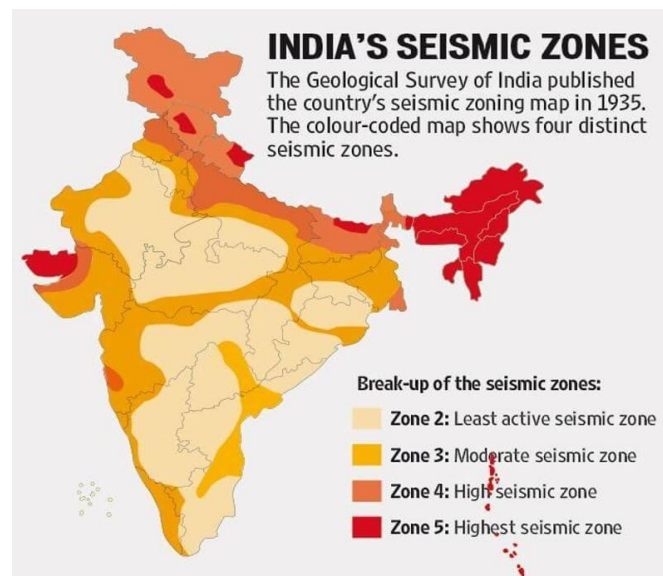 INDIA'S SEISMIC ZONES
The Geological Survey of India published
the country's seismic zoning map in 1935.
The colour-coded map shows four distinct
seismic zones.
Break-up of the seismic zones:
Zone 2: Least active seismic zone
Zone 3: Moderate seismic zone
Zone 4: High seismic zone
Zone 5: Highest seismic zone